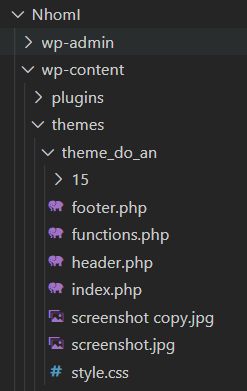 NhomI
wp-admin
wp-content
plugins
themes
theme_do_an
15
footer.php
functions.php
header.php
index.php
screenshot copy.jpg
screenshot.jpg
# style.css